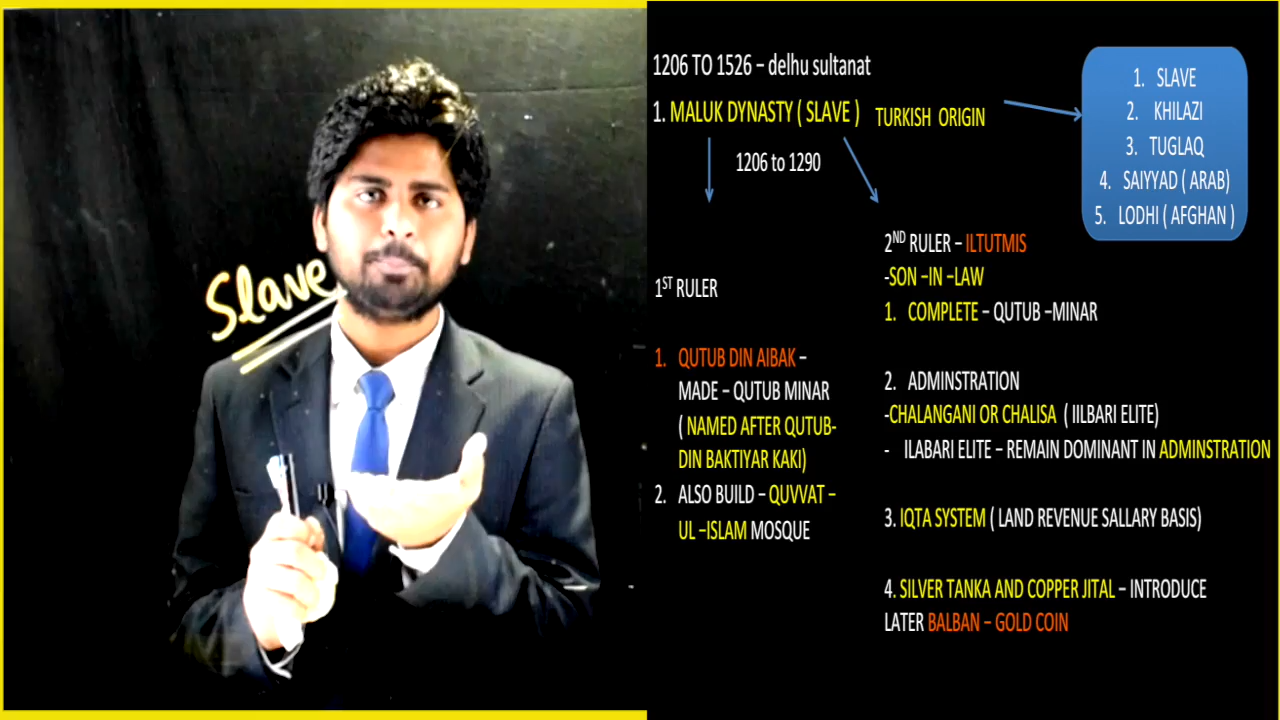 Slave
1206 TO 1526 – delhu sultanat
1. MALUK DYNASTY ( SLAVE ) TURKISH ORIGIN
1206 to 1290
1. SLAVE
2. KHILAZI
3. TUGLAQ
4. SAIYYAD ( ARAB)
5. LODHI ( AFGHAN )
1ST RULER
1. QUTUB DIN AIBAK –
MADE – QUTUB MINAR
( NAMED AFTER QUTUB-
DIN BAKTIYAR KAKI)
2. ALSO BUILD – QUVVAT –
UL –ISLAM MOSQUE
2ND RULER – ILTUTMIS
-SON –IN –LAW
1. COMPLETE – QUTUB –MINAR
2. ADMINSTRATION
-CHALANGANI OR CHALISA ( IILBARI ELITE)
- ILABARI ELITE – REMAIN DOMINANT IN ADMINSTRATION
3. IQTA SYSTEM ( LAND REVENUE SALLARY BASIS)
4. SILVER TANKA AND COPPER JITAL – INTRODUCE
LATER BALBAN – GOLD COIN